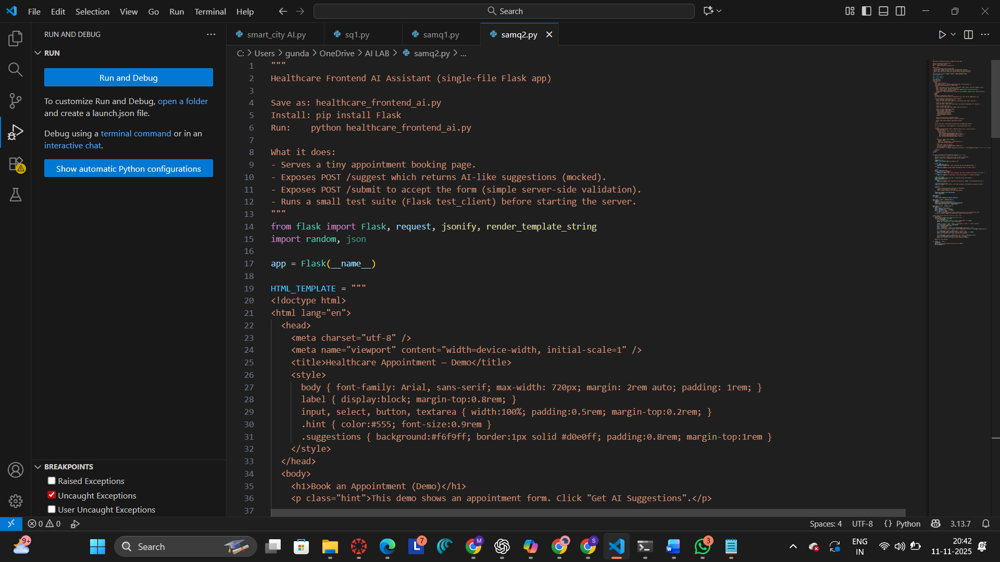 File Edit Selection View Go Run Terminal Help
Search
RUN AND DEBUG
RUN
Run and Debug
To customize Run and Debug, open a folder
and create a launch.json file.
Debug using a terminal command or in an
interactive chat.
Show automatic Python configurations
BREAKPOINTS
Raised Exceptions
Uncaught Exceptions
User Uncaught Exceptions
smart_city AI.py sq1.py samq1.py samq2.py
C: > Users > gunda > OneDrive > AI LAB > samq2.py > ...
1 """
2 Healthcare Frontend AI Assistant (single-file Flask app)
3
4 Save as: healthcare_frontend_ai.py
5 Install: pip install Flask
6 Run:    python healthcare_frontend_ai.py
7
8 What it does:
9 - Serves a tiny appointment booking page.
10 - Exposes POST /suggest which returns AI-like suggestions (mocked).
11 - Exposes POST /submit to accept the form (simple server-side validation).
12 - Runs a small test suite (Flask test_client) before starting the server.
13 """
14 from flask import Flask, request, jsonify, render_template_string
15 import random, json
16
17 app = Flask(__name__)
18
19 HTML_TEMPLATE = """
20 <!doctype html>
21 <html lang="en">
22   <head>
23     <meta charset="utf-8" />
24     <meta name="viewport" content="width=device-width, initial-scale=1" />
25     <title>Healthcare Appointment — Demo</title>
26     <style>
27       body { font-family: Arial, sans-serif; max-width: 720px; margin: 2rem auto; padding: 1rem; }
28       label { display:block; margin-top:0.8rem; }
29       input, select, button, textarea { width:100%; padding:0.5rem; margin-top:0.2rem; }
30       .hint { color:#555; font-size:0.9rem }
31       .suggestions { background:#f6f9ff; border:1px solid #d0e0ff; padding:0.8rem; margin-top:1rem }
32     </style>
33   </head>
34   <body>
35     <h1>Book an Appointment (Demo)</h1>
36     <p class="hint">This demo shows an appointment form. Click "Get AI Suggestions".</p>
37
0 0 Spaces: 4 UTF-8 {} Python 3.13.7
9+ Search 7 M S 3 ENG
IN
20:42
11-11-2025